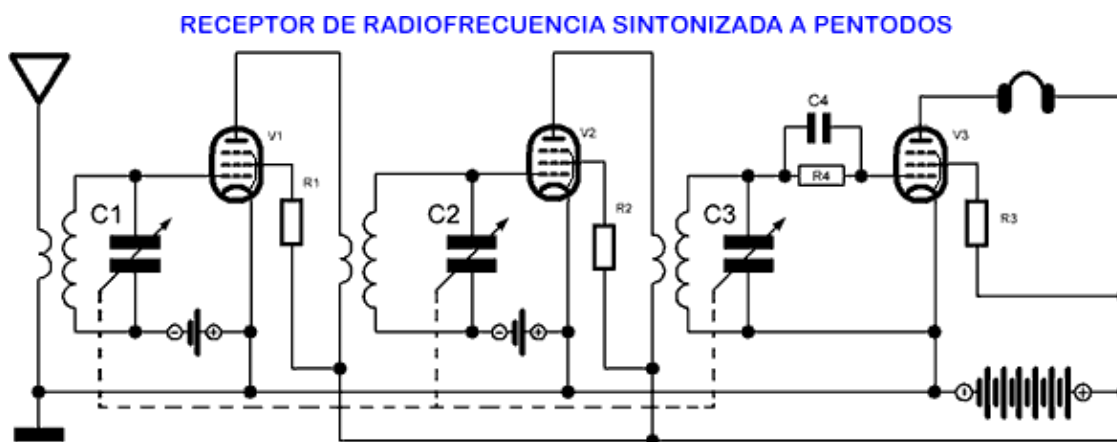 RECEPTOR DE RADIOFRECUENCIA SINTONIZADA A PENTODOS
C4
V1
V2
V3
R1
R4
C1
C2
C3
R2
R3